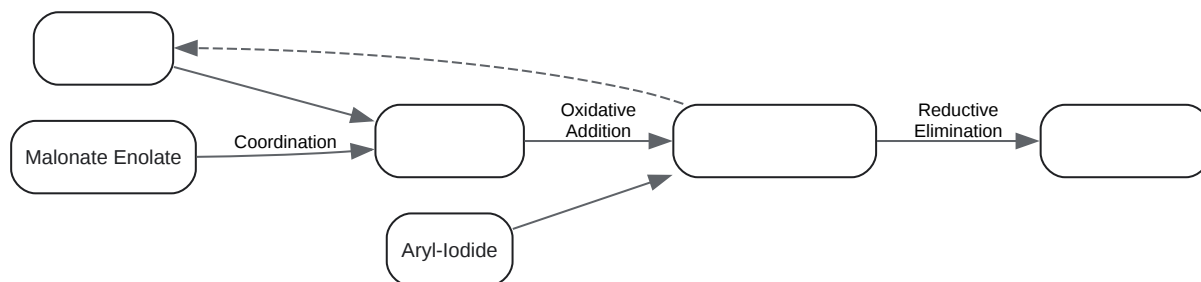 Malonate Enolate
Coordination
Oxidative
Addition
Reductive
Elimination
Aryl-Iodide